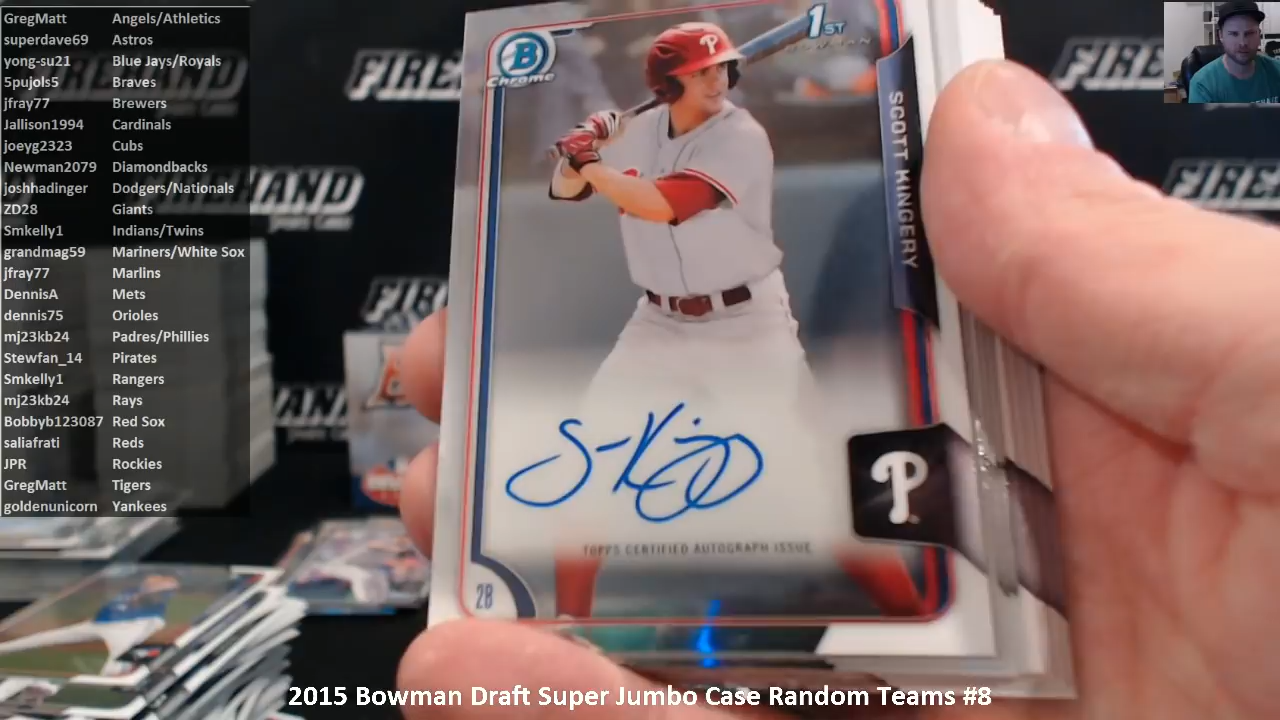 GregMatt Angels/Athletics
superdave69 Astros
yong-su21 Blue Jays/Royals
5pujols5 Braves
jfray77 Brewers
Jallison1994 Cardinals
joeyg2323 Cubs
Newman2079 Diamondbacks
joshhadinger Dodgers/Nationals
ZD28 Giants
Smkelly1 Indians/Twins
grandmag59 Mariners/White Sox
jfray77 Marlins
DennisA Mets
dennis75 Orioles
mj23kb24 Padres/Phillies
Stewfan_14 Pirates
Smkelly1 Rangers
mj23kb24 Rays
Bobbyb123087 Red Sox
saliafrati Reds
JPR Rockies
GregMatt Tigers
goldenunicorn Yankees
B
Chrome
1ST
BOWMAN
P
SCOTT KINGERY
P
TOPPS CERTIFIED AUTOGRAPH ISSUE
28
2015 Bowman Draft Super Jumbo Case Random Teams #8